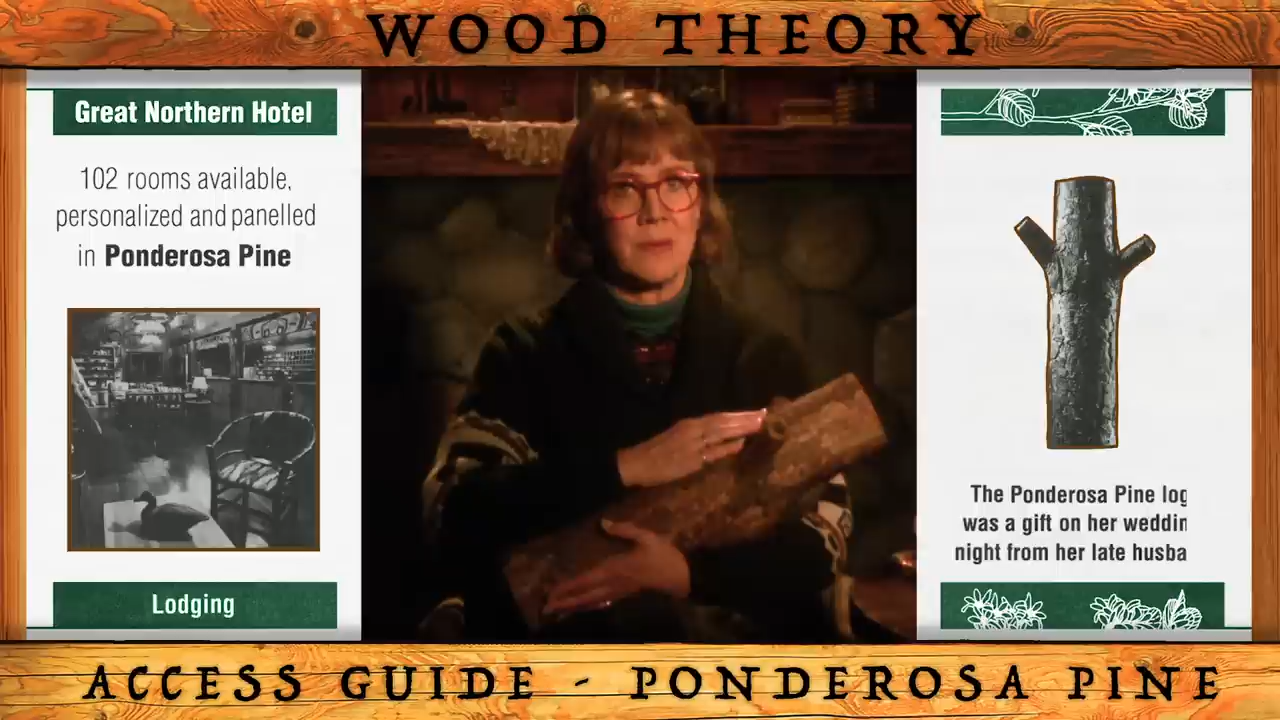 WOOD THEORY
Great Northern Hotel
102 rooms available,
personalized and panelled
in Ponderosa Pine
Lodging
The Ponderosa Pine log
was a gift on her weddin
night from her late husba
ACCESS GUIDE - PONDEROSA PINE